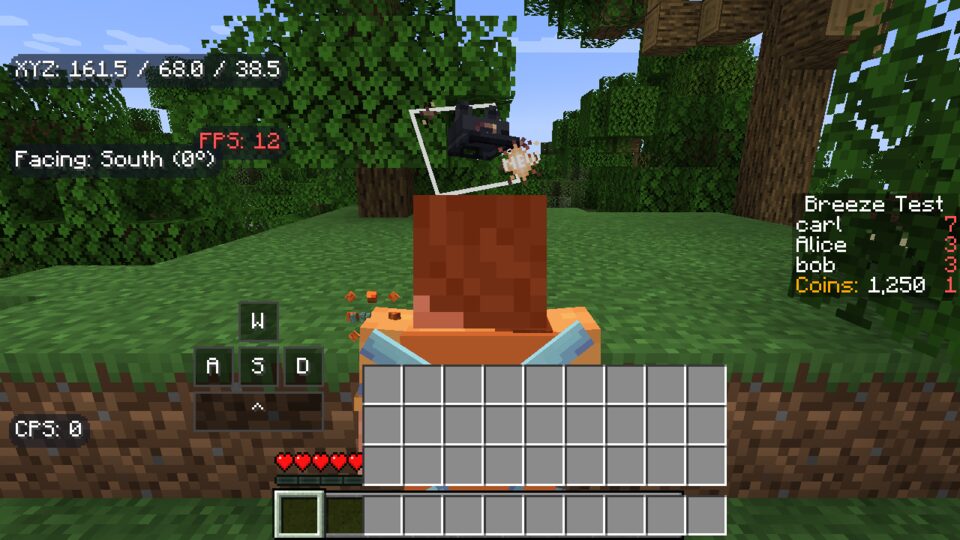 XYZ: 161.5 / 68.0 / 38.5
FPS: 12
Facing: South (0°)
Breeze Test
carl 7
Alice 3
bob 3
Coins: 1,250 1
W
A S D
^
CPS: 0